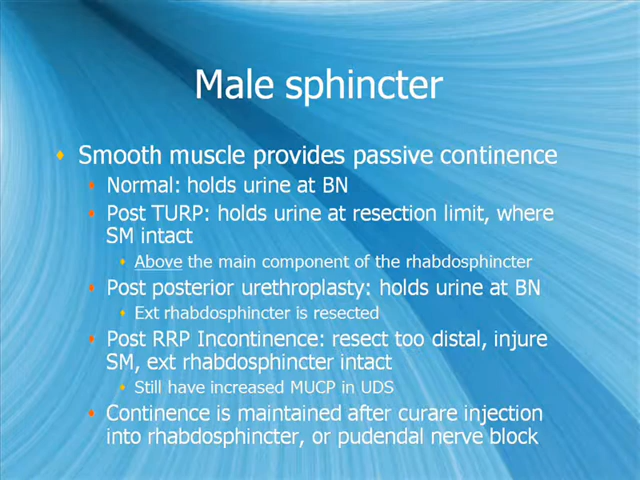 Male sphincter
Smooth muscle provides passive continence
Normal: holds urine at BN
Post TURP: holds urine at resection limit, where
SM intact
Above the main component of the rhabdosphincter
Post posterior urethroplasty: holds urine at BN
Ext rhabdosphincter is resected
Post RRP Incontinence: resect too distal, injure
SM, ext rhabdosphincter intact
Still have increased MUCP in UDS
Continence is maintained after curare injection
into rhabdosphincter, or pudendal nerve block